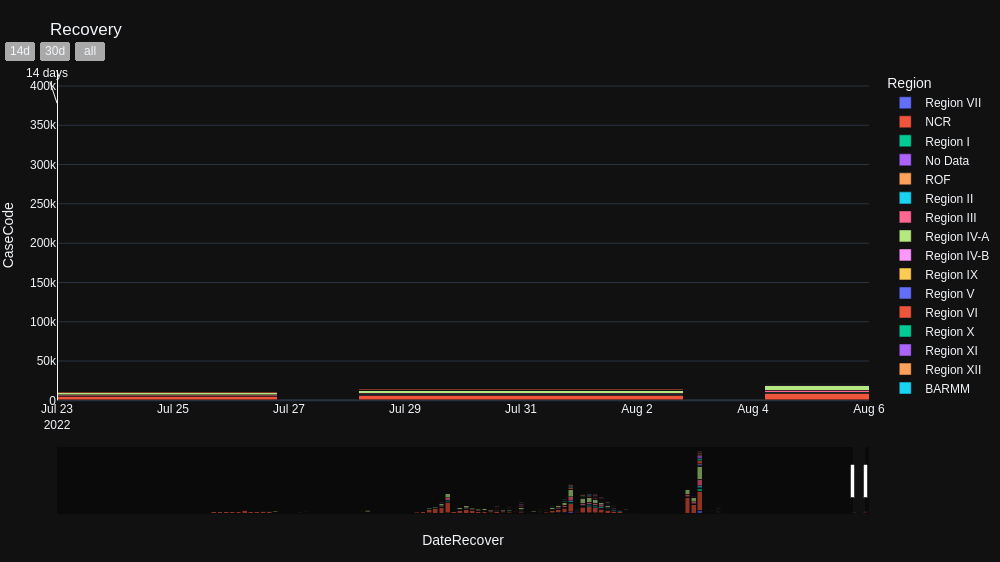 Recovery
14d 30d all
14 days
400k
350k
300k
250k
200k
150k
100k
50k
0
CaseCode
Jul 23 Jul 25 Jul 27 Jul 29 Jul 31 Aug 2 Aug 4 Aug 6
2022
DateRecover
Region
Region VII
NCR
Region I
No Data
ROF
Region II
Region III
Region IV-A
Region IV-B
Region IX
Region V
Region VI
Region X
Region XI
Region XII
BARMM